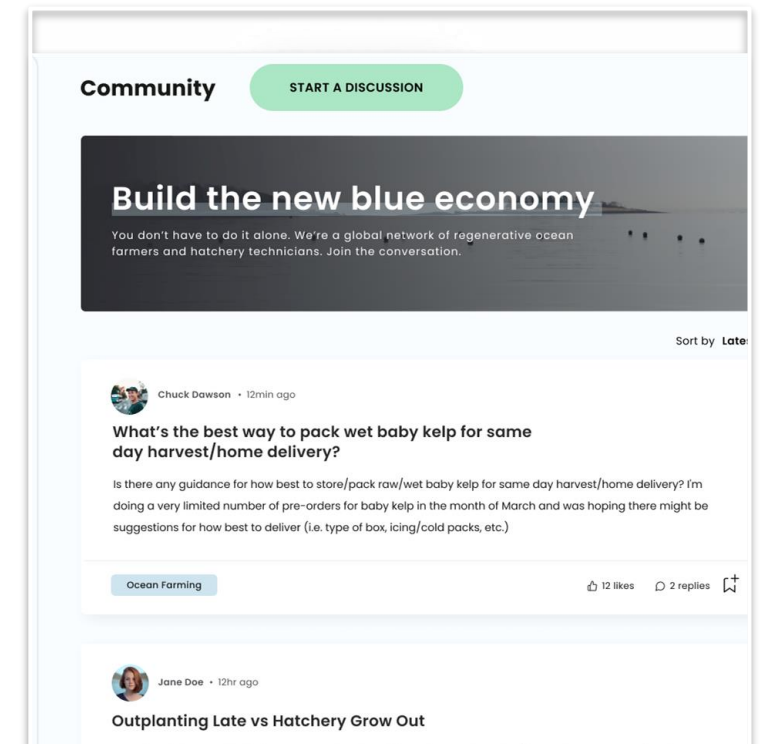 Community
START A DISCUSSION
Build the new blue economy
You don't have to do it alone. We're a global network of regenerative ocean
farmers and hatchery technicians. Join the conversation.
Sort by Lates
Chuck Dawson • 12min ago
What's the best way to pack wet baby kelp for same
day harvest/home delivery?
Is there any guidance for how best to store/pack raw/wet baby kelp for same day harvest/home delivery? I'm
doing a very limited number of pre-orders for baby kelp in the month of March and was hoping there might be
suggestions for how best to deliver (i.e. type of box, icing/cold packs, etc.)
Ocean Farming
12 likes
2 replies
Jane Doe • 12hr ago
Outplanting Late vs Hatchery Grow Out